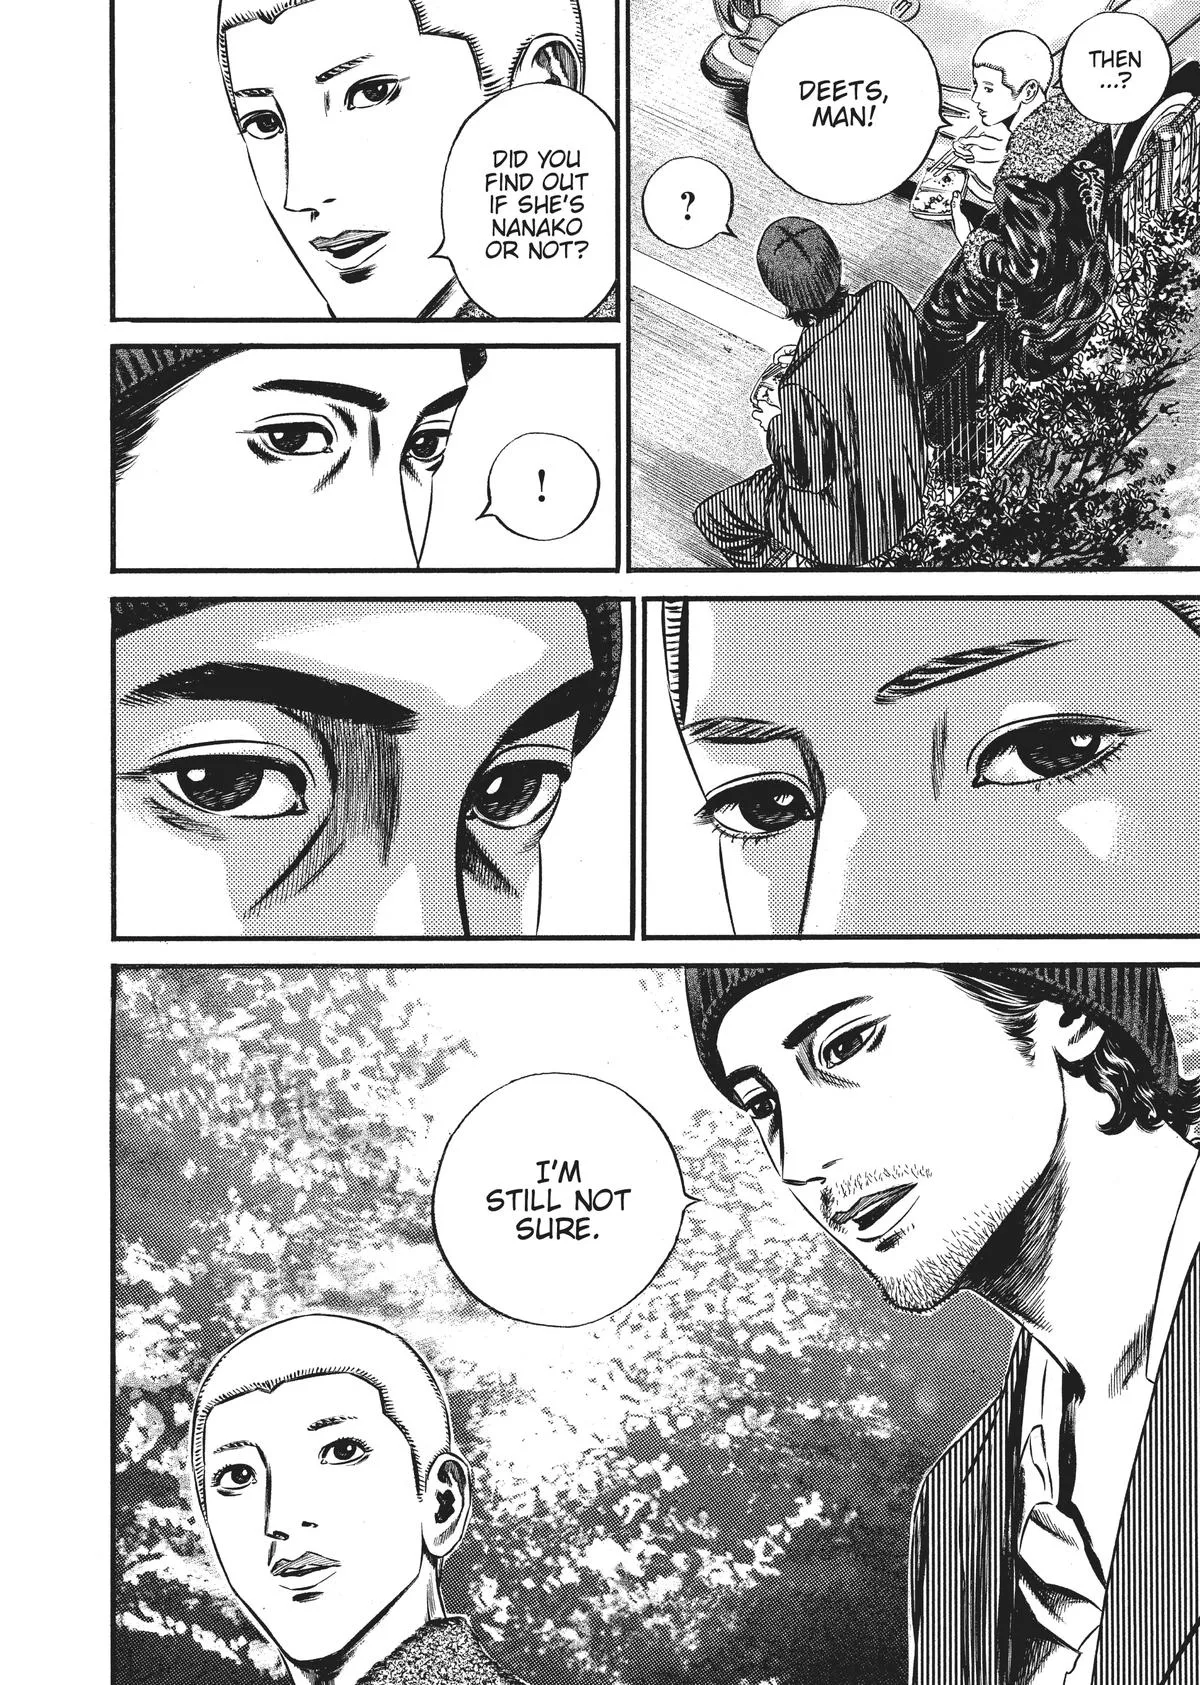 THEN
...?
DEETS,
MAN!
?
DID YOU
FIND OUT
IF SHE'S
NANAKO
OR NOT?
!
I'M
STILL NOT
SURE.